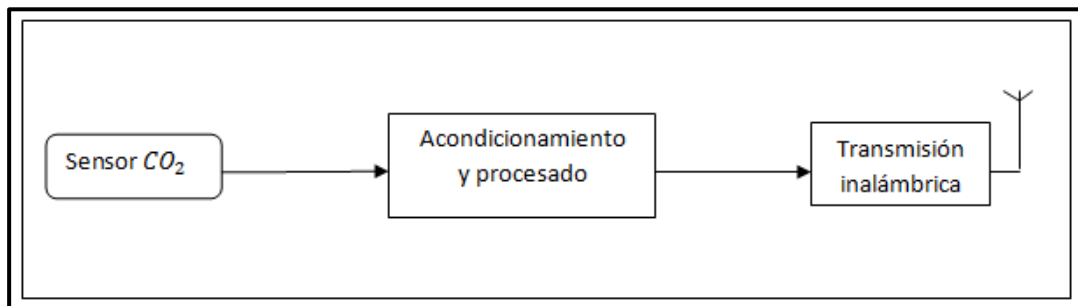 Sensor CO₂
Acondicionamiento
y procesado
Transmisión
inalámbrica